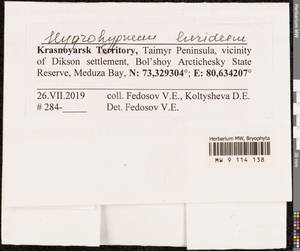 Hygrohypnum luridum
Krasnoyarsk Territory, Taimyr Peninsula, vicinity
of Dikson settlement, Bol'shoy Arctichesky State
Reserve, Meduza Bay, N: 73,329304°; E: 80,634207°
26.VII.2019 coll. Fedosov V.E., Koltysheva D.E.
# 284- Det. Fedosov V.E.
Herbarium MW, Bryophyta
MW 9 114 138